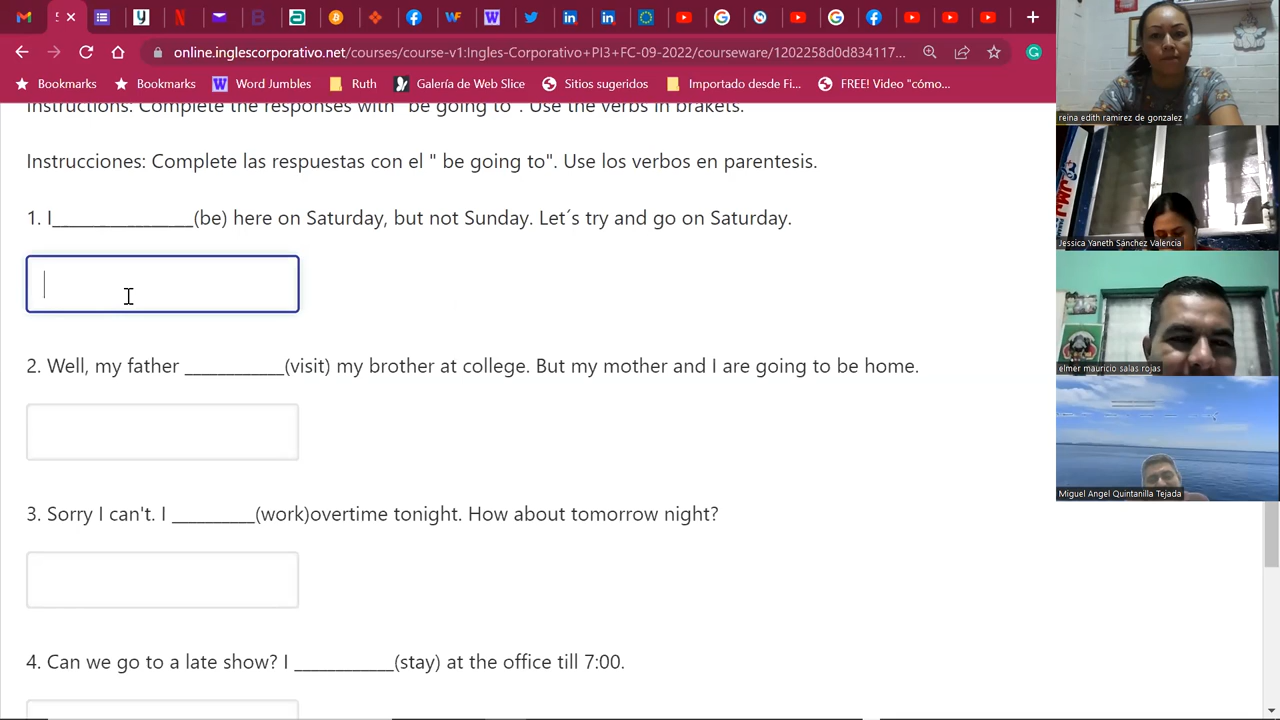 online.inglescorporativo.net/courses/course-v1:Ingles-Corporativo+PI3+FC-09-2022/courseware/1202258d0d834117...
Bookmarks Bookmarks Word Jumbles Ruth Galería de Web Slice Sitios sugeridos Importado desde Fi... FREE! Video "cómo...
Instructions: Complete the responses with "be going to". Use the verbs in brakets.
Instrucciones: Complete las respuestas con el " be going to". Use los verbos en parentesis.
1. I________________(be) here on Saturday, but not Sunday. Let´s try and go on Saturday.
2. Well, my father ____________(visit) my brother at college. But my mother and I are going to be home.
3. Sorry I can't. I __________(work)overtime tonight. How about tomorrow night?
4. Can we go to a late show? I ____________(stay) at the office till 7:00.
reina edith ramirez de gonzalez
JMJ
Jessica Yaneth Sánchez Valencia
elmer mauricio salas rojas
Miguel Angel Quintanilla Tejada